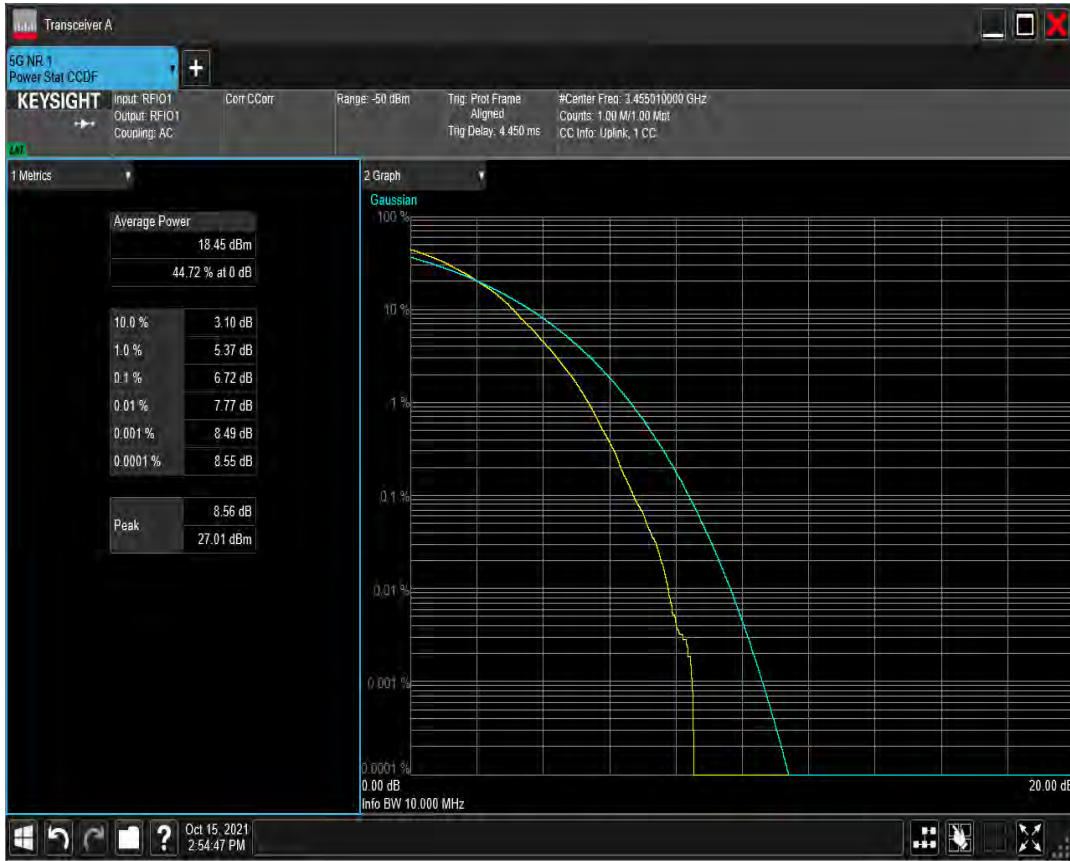 Transceiver A
5G NR 1
Power Stat CCDF
+
KEYSIGHT
Input: RFIO1
Output: RFIO1
Coupling: AC
Corr CCorr
Range: -50 dBm
Trig: Prot Frame
Aligned
Trig Delay: 4.450 ms
#Center Freq: 3.455010000 GHz
Counts: 1.00 M/1.00 Mpt
CC Info: Uplink, 1 CC
1 Metrics
Average Power
18.45 dBm
44.72 % at 0 dB
10.0 % 3.10 dB
1.0 % 5.37 dB
0.1 % 6.72 dB
0.01 % 7.77 dB
0.001 % 8.49 dB
0.0001 % 8.55 dB
Peak
8.56 dB
27.01 dBm
2 Graph
Gaussian
100 %
10 %
1 %
0.1 %
0.01 %
0.001 %
0.0001 %
0.00 dB
20.00 dB
Info BW 10.000 MHz
?
Oct 15, 2021
2:54:47 PM